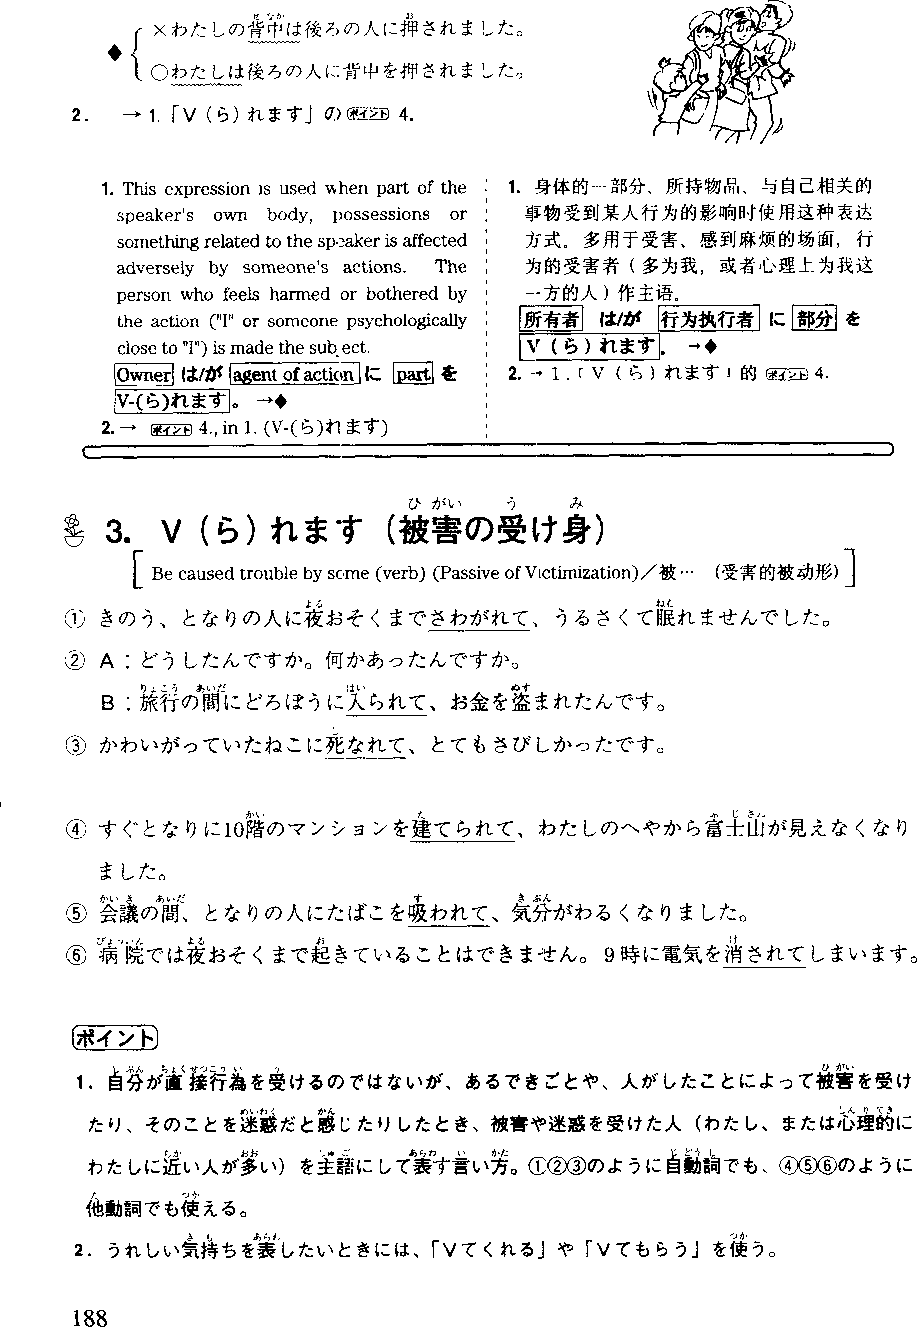 ×わたしの背中は後ろの人に押されました。
◆
○わたしは後ろの人に背中を押されました。
2. →1.「V（ら）れます」の ポイント 4.
1. This expression is used when part of the
speaker's own body, possessions or
something related to the speaker is affected
adversely by someone's actions. The
person who feels harmed or bothered by
the action ("I" or someone psychologically
close to "I") is made the subject.
Owner は/が agent of action に part を
V-(ら)れます。 →◆
2.→ ポイント 4., in 1. (V-(ら)れます)
1. 身体的一部分、所持物品、与自己相关的
事物受到某人行为的影响时使用这种表达
方式。多用于受害、感到麻烦的场面，行
为的受害者（多为我，或者心理上为我这
一方的人）作主语。
所有者 は/が 行为执行者 に 部分 を
V（ら）れます. →◆
2. →1.「V（ら）れます」的 ポイント 4.
3. V（ら）れます（被害の受け身）
Be caused trouble by some (verb) (Passive of Victimization)／被…（受害的被动形）
① きのう、となりの人に夜おそくまでさわがれて、うるさくて眠れませんでした。
② A：どうしたんですか。何かあったんですか。
B：旅行の間にどろぼうに入られて、お金を盗まれたんです。
③ かわいがっていたねこに死なれて、とてもさびしかったです。
④ すぐとなりに10階のマンションを建てられて、わたしのへやから富士山が見えなくなり
ました。
⑤ 会議の間、となりの人にたばこを吸われて、気分がわるくなりました。
⑥ 病院では夜おそくまで起きていることはできません。9時に電気を消されてしまいます。
ポイント
1. 自分が直接行為を受けるのではないが、あるできごとや、人がしたことによって被害を受け
たり、そのことを迷惑だと感じたりしたとき、被害や迷惑を受けた人（わたし、または心理的に
わたしに近い人が多い）を主語にして表す言い方。①②③のように自動詞でも、④⑤⑥のように
他動詞でも使える。
2. うれしい気持ちを表したいときには、「Vてくれる」や「Vてもらう」を使う。
188